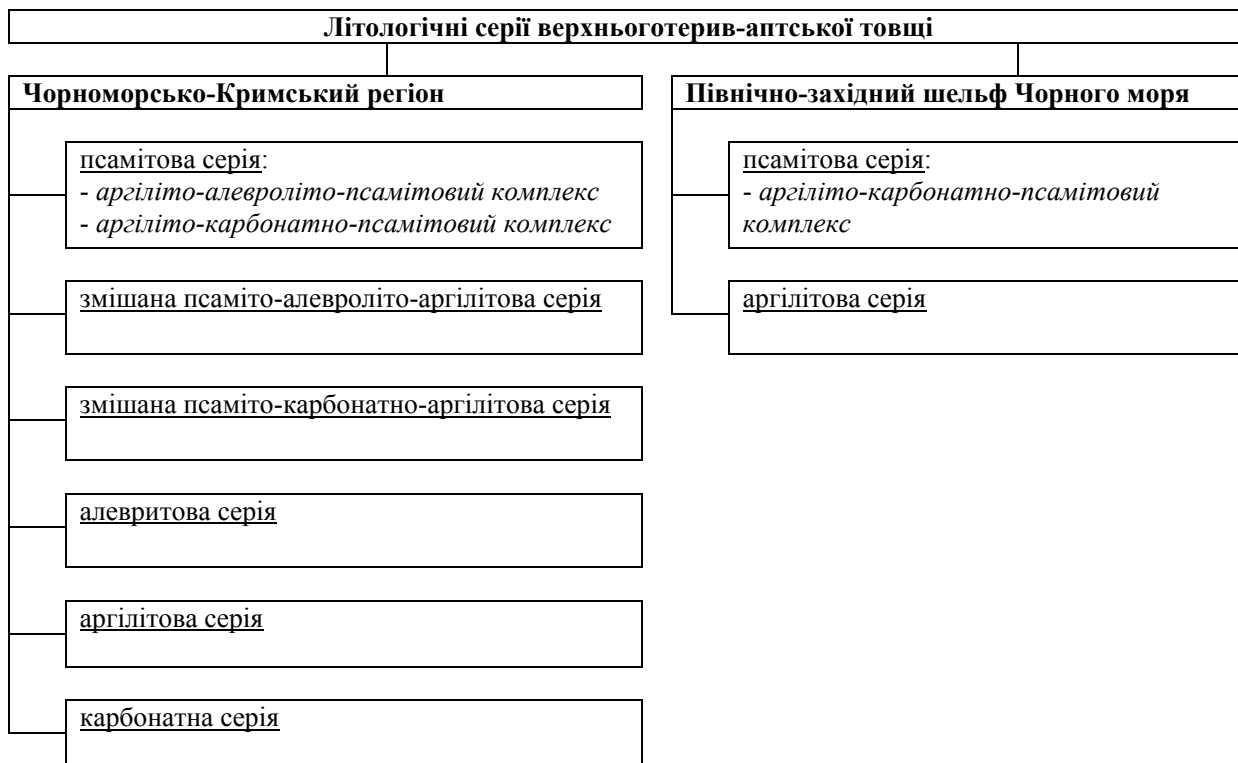 Літологічні серії верхньоготерив-аптської товщі
Чорноморсько-Кримський регіон
псамітова серія:
- аргіліто-алевроліто-псамітовий комплекс
- аргіліто-карбонатно-псамітовий комплекс
змішана псаміто-алевроліто-аргілітова серія
змішана псаміто-карбонатно-аргілітова серія
алевритова серія
аргілітова серія
карбонатна серія
Північно-західний шельф Чорного моря
псамітова серія:
- аргіліто-карбонатно-псамітовий
комплекс
аргілітова серія